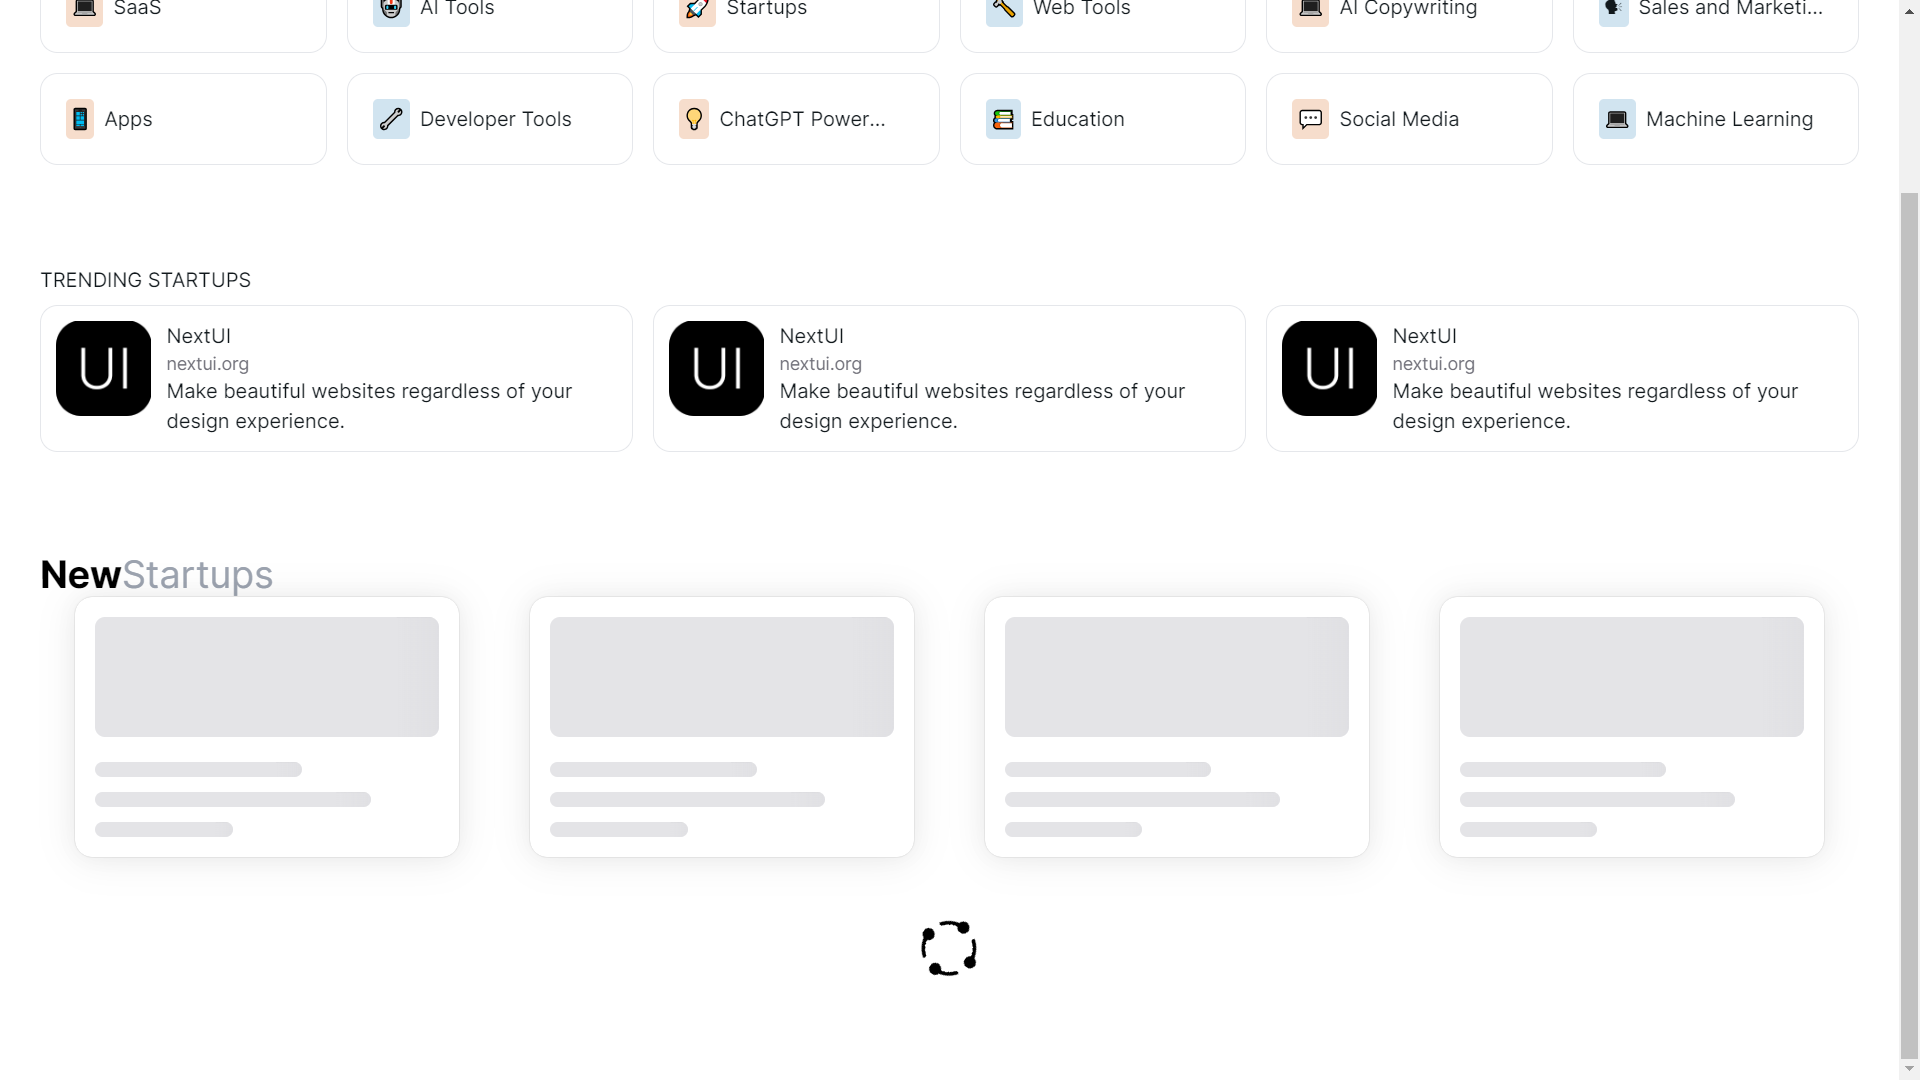 SaaS
AI Tools
Startups
Web Tools
AI Copywriting
Sales and Marketi...
Apps
Developer Tools
ChatGPT Power...
Education
Social Media
Machine Learning
TRENDING STARTUPS
UI
NextUI
nextui.org
Make beautiful websites regardless of your
design experience.
UI
NextUI
nextui.org
Make beautiful websites regardless of your
design experience.
UI
NextUI
nextui.org
Make beautiful websites regardless of your
design experience.
NewStartups